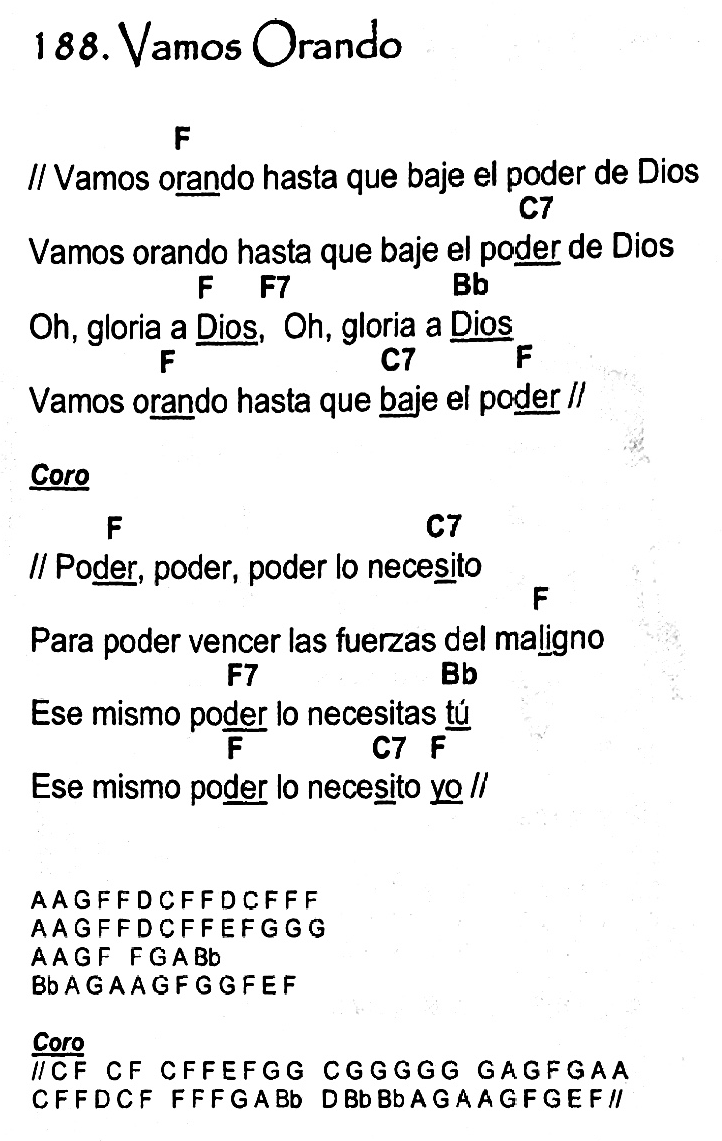 188. Vamos Orando
F
// Vamos orando hasta que baje el poder de Dios
C7
Vamos orando hasta que baje el poder de Dios
F F7 Bb
Oh, gloria a Dios, Oh, gloria a Dios
F C7 F
Vamos orando hasta que baje el poder //
Coro
F C7
// Poder, poder, poder lo necesito
F
Para poder vencer las fuerzas del maligno
F7 Bb
Ese mismo poder lo necesitas tú
F C7 F
Ese mismo poder lo necesito yo //
A A G F F D C F F D C F F F
A A G F F D C F F E F G G G
A A G F F G A Bb
Bb A G A A G F G G F E F
Coro
//C F C F C F F E F G G C G G G G G G A G F G A A
C F F D C F F F F G A Bb D Bb Bb A G A A G F G E F//